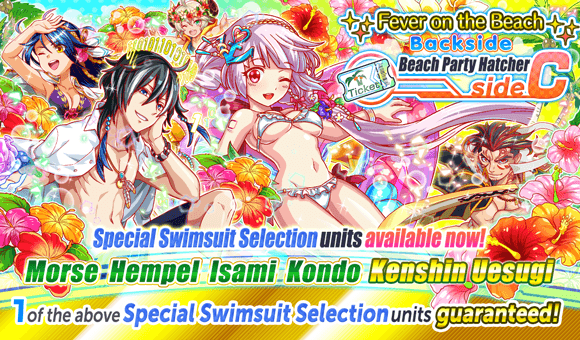 Fever on the Beach
Backside
Beach Party Hatcher
side.C
Ticket
Special Swimsuit Selection units available now!
Morse:Hempel Isami Kondo Kenshin Uesugi
1 of the above Special Swimsuit Selection units guaranteed!